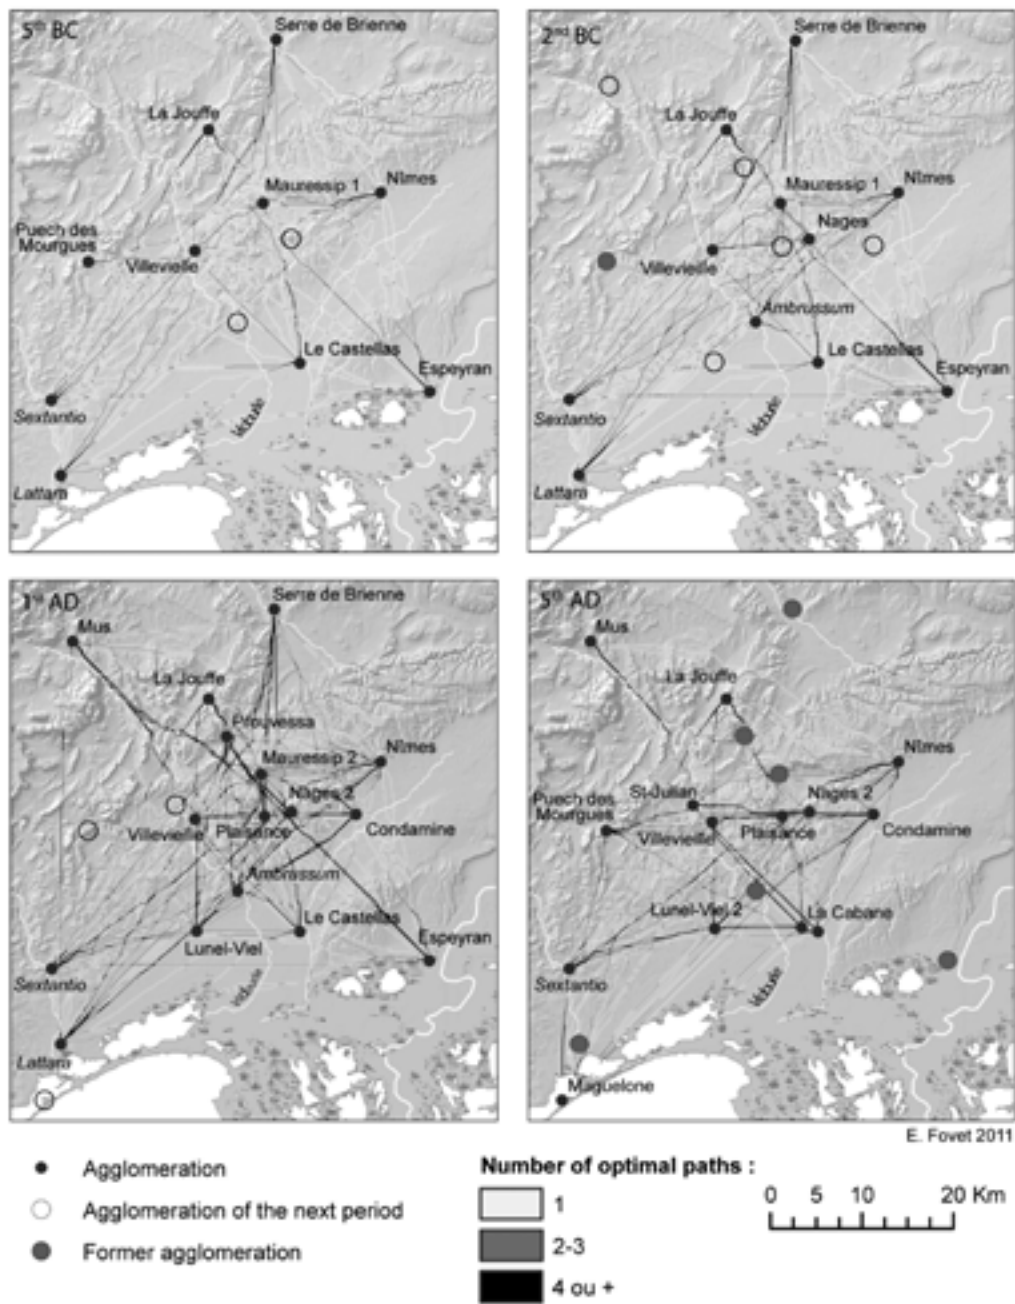 5th BC
Serre de Brienne
La Jouffe
Mauressip 1
Nîmes
Puech des
Mourgues
Villevielle
Le Castellas
Espeyran
Sextantio
Vidourle
Lattara
2nd BC
Serre de Brienne
La Jouffe
Mauressip 1
Nîmes
Nages
Villevieille
Ambrussum
Le Castellas
Espeyran
Sextantio
Vidourle
Lattara
1st AD
Serre de Brienne
Mus
La Jouffe
Prouvessa
Mauressip 2
Nîmes
Nages 2
Villevieille
Plaisance
Condamine
Ambrussum
Le Castellas
Lunel-Viel
Espeyran
Sextantio
Vidourle
Lattara
5th AD
Mus
La Jouffe
Nîmes
St-Julian
Nages 2
Puech des
Mourgues
Villevieille
Plaisance
Condamine
Lunel-Viel 2
La Cabane
Sextantio
Vidourle
Maguelone
E. Fovet 2011
Agglomeration
Agglomeration of the next period
Former agglomeration
Number of optimal paths :
1
2-3
4 ou +
0 5 10 20 Km